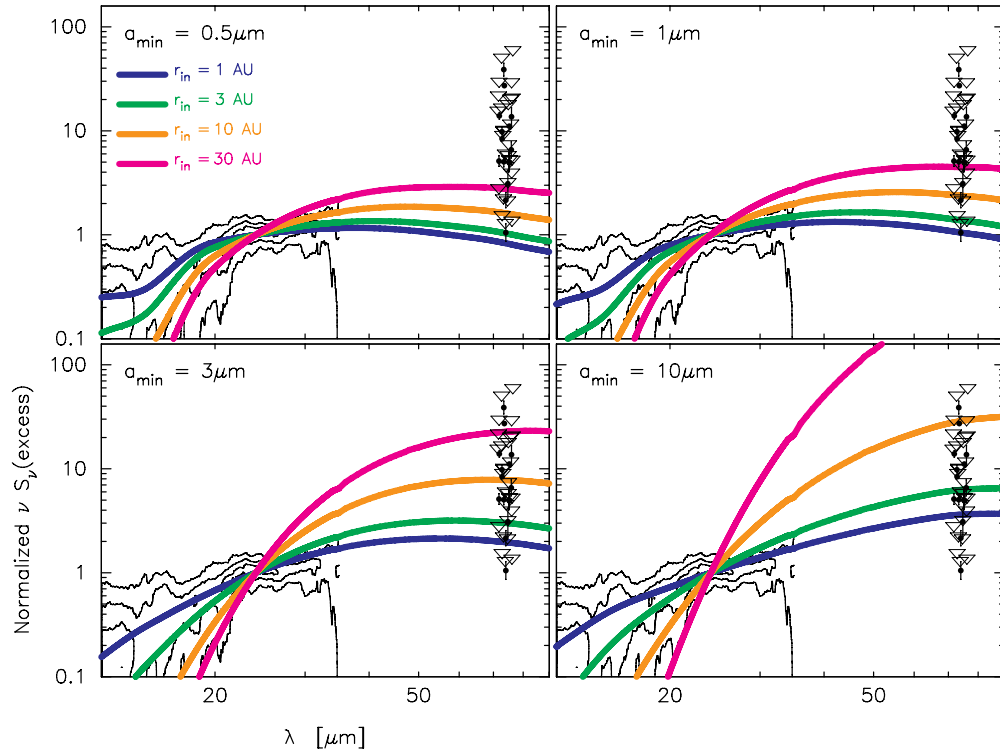 a_min = 0.5μm
a_min = 1μm
r_in = 1 AU
r_in = 3 AU
r_in = 10 AU
r_in = 30 AU
100
10
1
0.1
a_min = 3μm
a_min = 10μm
100
10
1
0.1
20
50
20
50
Normalized ν S_ν(excess)
λ [μm]